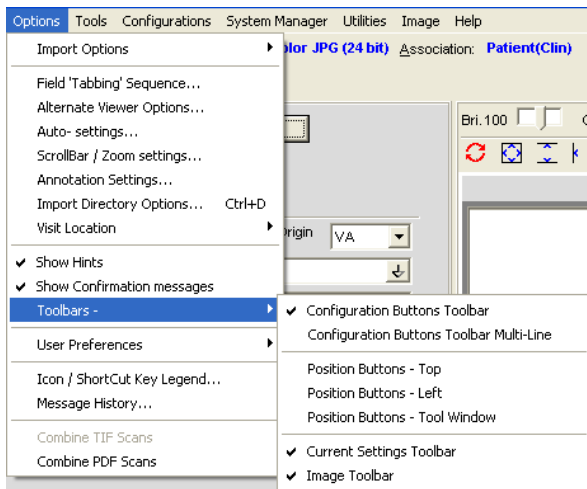 Options Tools Configurations System Manager Utilities Image Help
Import Options
olor JPG (24 bit) Association: Patient(Clin)
Field 'Tabbing' Sequence...
Alternate Viewer Options...
Auto- settings...
Bri. 100
ScrollBar / Zoom settings...
Annotation Settings...
Import Directory Options... Ctrl+D
Visit Location
Origin VA
Show Hints
Show Confirmation messages
Toolbars -
Configuration Buttons Toolbar
Configuration Buttons Toolbar Multi-Line
User Preferences
Position Buttons - Top
Icon / ShortCut Key Legend...
Position Buttons - Left
Message History...
Position Buttons - Tool Window
Combine TIF Scans
Current Settings Toolbar
Combine PDF Scans
Image Toolbar